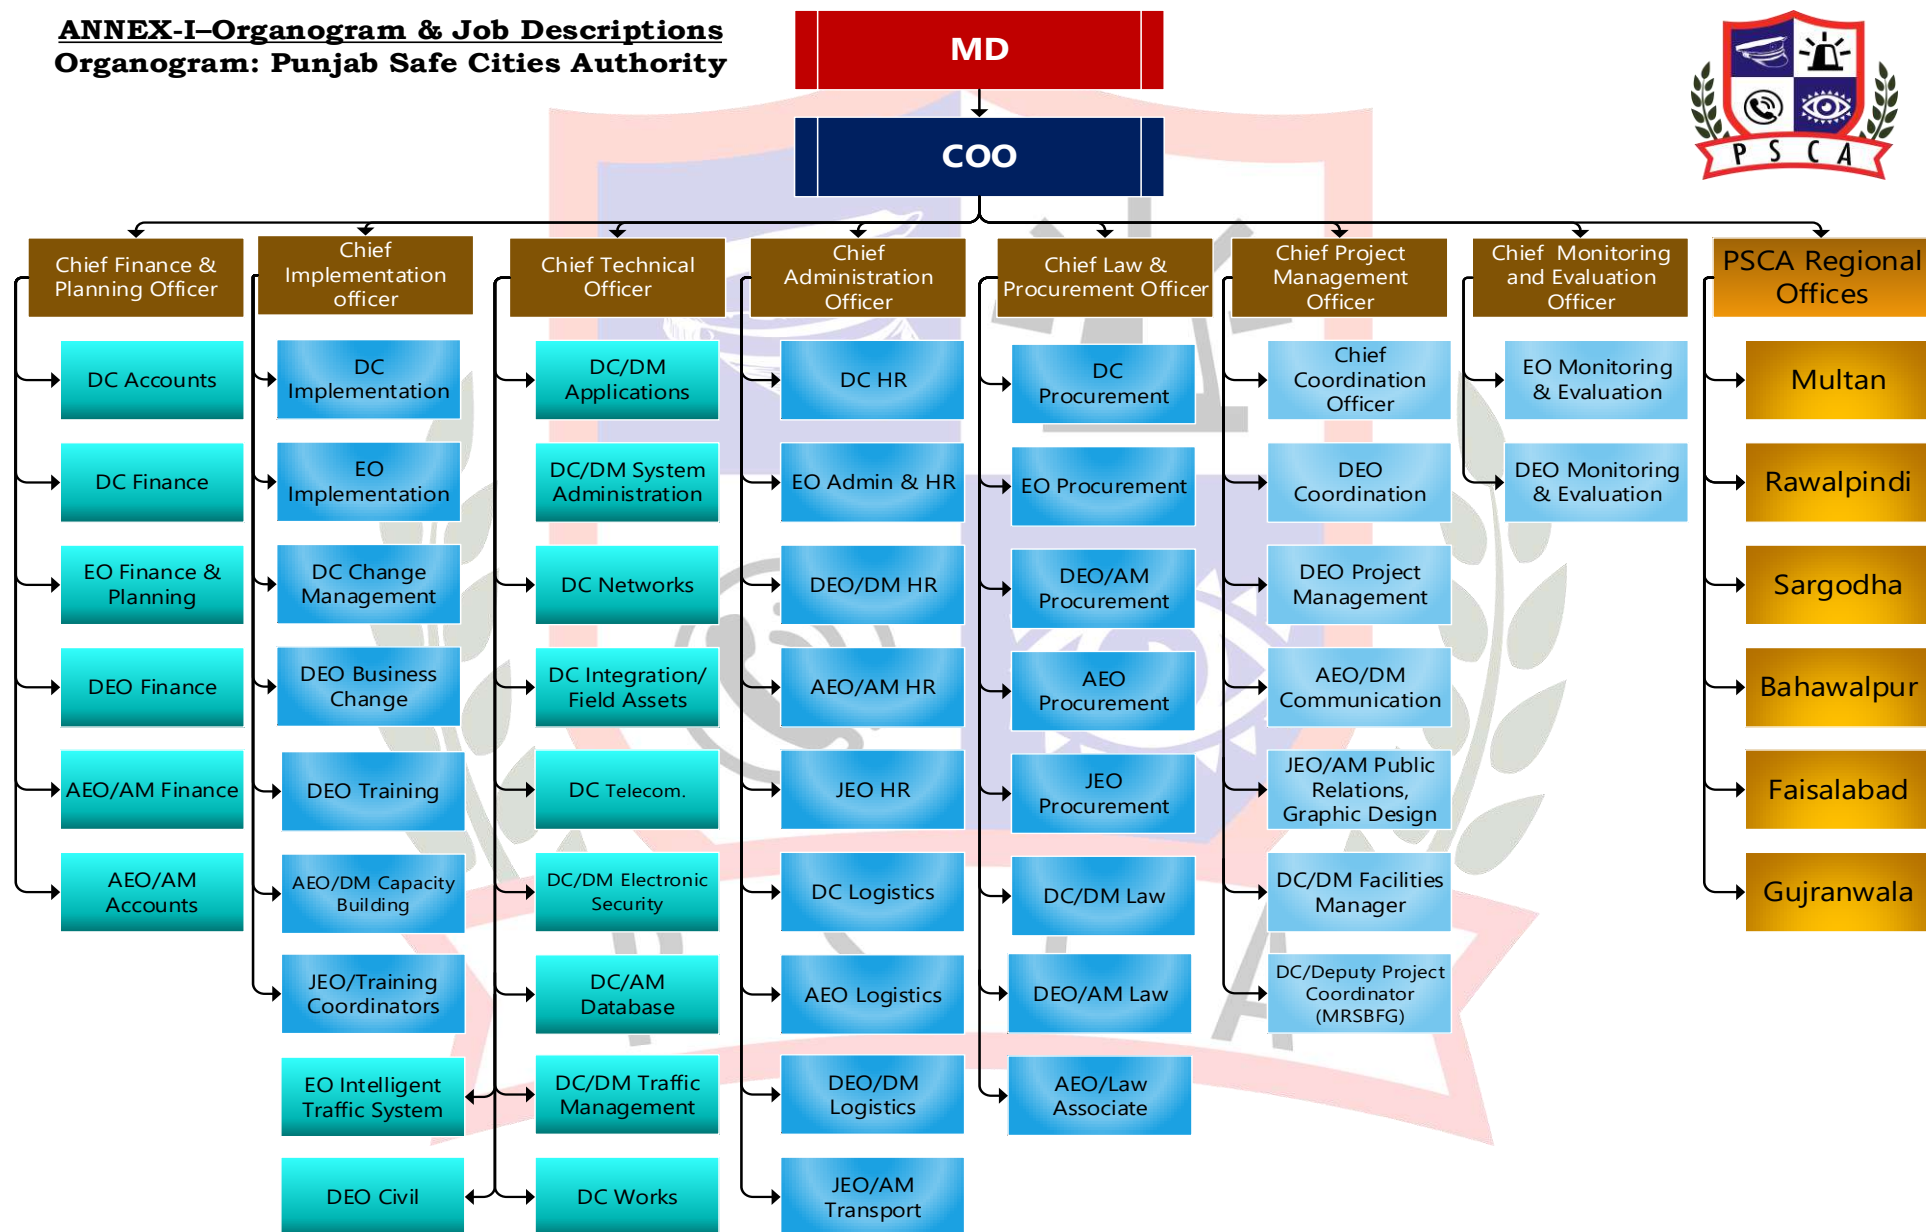 ANNEX-I–Organogram & Job Descriptions
Organogram: Punjab Safe Cities Authority
MD
COO
P S C A
Chief Finance &
Planning Officer
DC Accounts
DC Finance
EO Finance &
Planning
DEO Finance
AEO/AM Finance
AEO/AM
Accounts
Chief
Implementation
officer
DC
Implementation
EO
Implementation
DC Change
Management
DEO Business
Change
DEO Training
AEO/DM Capacity
Building
JEO/Training
Coordinators
Chief Technical
Officer
DC/DM
Applications
DC/DM System
Administration
DC Networks
DC Integration/
Field Assets
DC Telecom.
DC/DM Electronic
Security
DC/AM
Database
EO Intelligent
Traffic System
DC/DM Traffic
Management
DEO Civil
DC Works
Chief
Administration
Officer
DC HR
EO Admin & HR
DEO/DM HR
AEO/AM HR
JEO HR
DC Logistics
AEO Logistics
DEO/DM
Logistics
JEO/AM
Transport
Chief Law &
Procurement Officer
DC
Procurement
EO Procurement
DEO/AM
Procurement
AEO
Procurement
JEO
Procurement
DC/DM Law
DEO/AM Law
AEO/Law
Associate
Chief Project
Management
Officer
Chief
Coordination
Officer
DEO
Coordination
DEO Project
Management
AEO/DM
Communication
JEO/AM Public
Relations,
Graphic Design
DC/DM Facilities
Manager
DC/Deputy Project
Coordinator
(MRSBFG)
Chief Monitoring
and Evaluation
Officer
EO Monitoring
& Evaluation
DEO Monitoring
& Evaluation
PSCA Regional
Offices
Multan
Rawalpindi
Sargodha
Bahawalpur
Faisalabad
Gujranwala